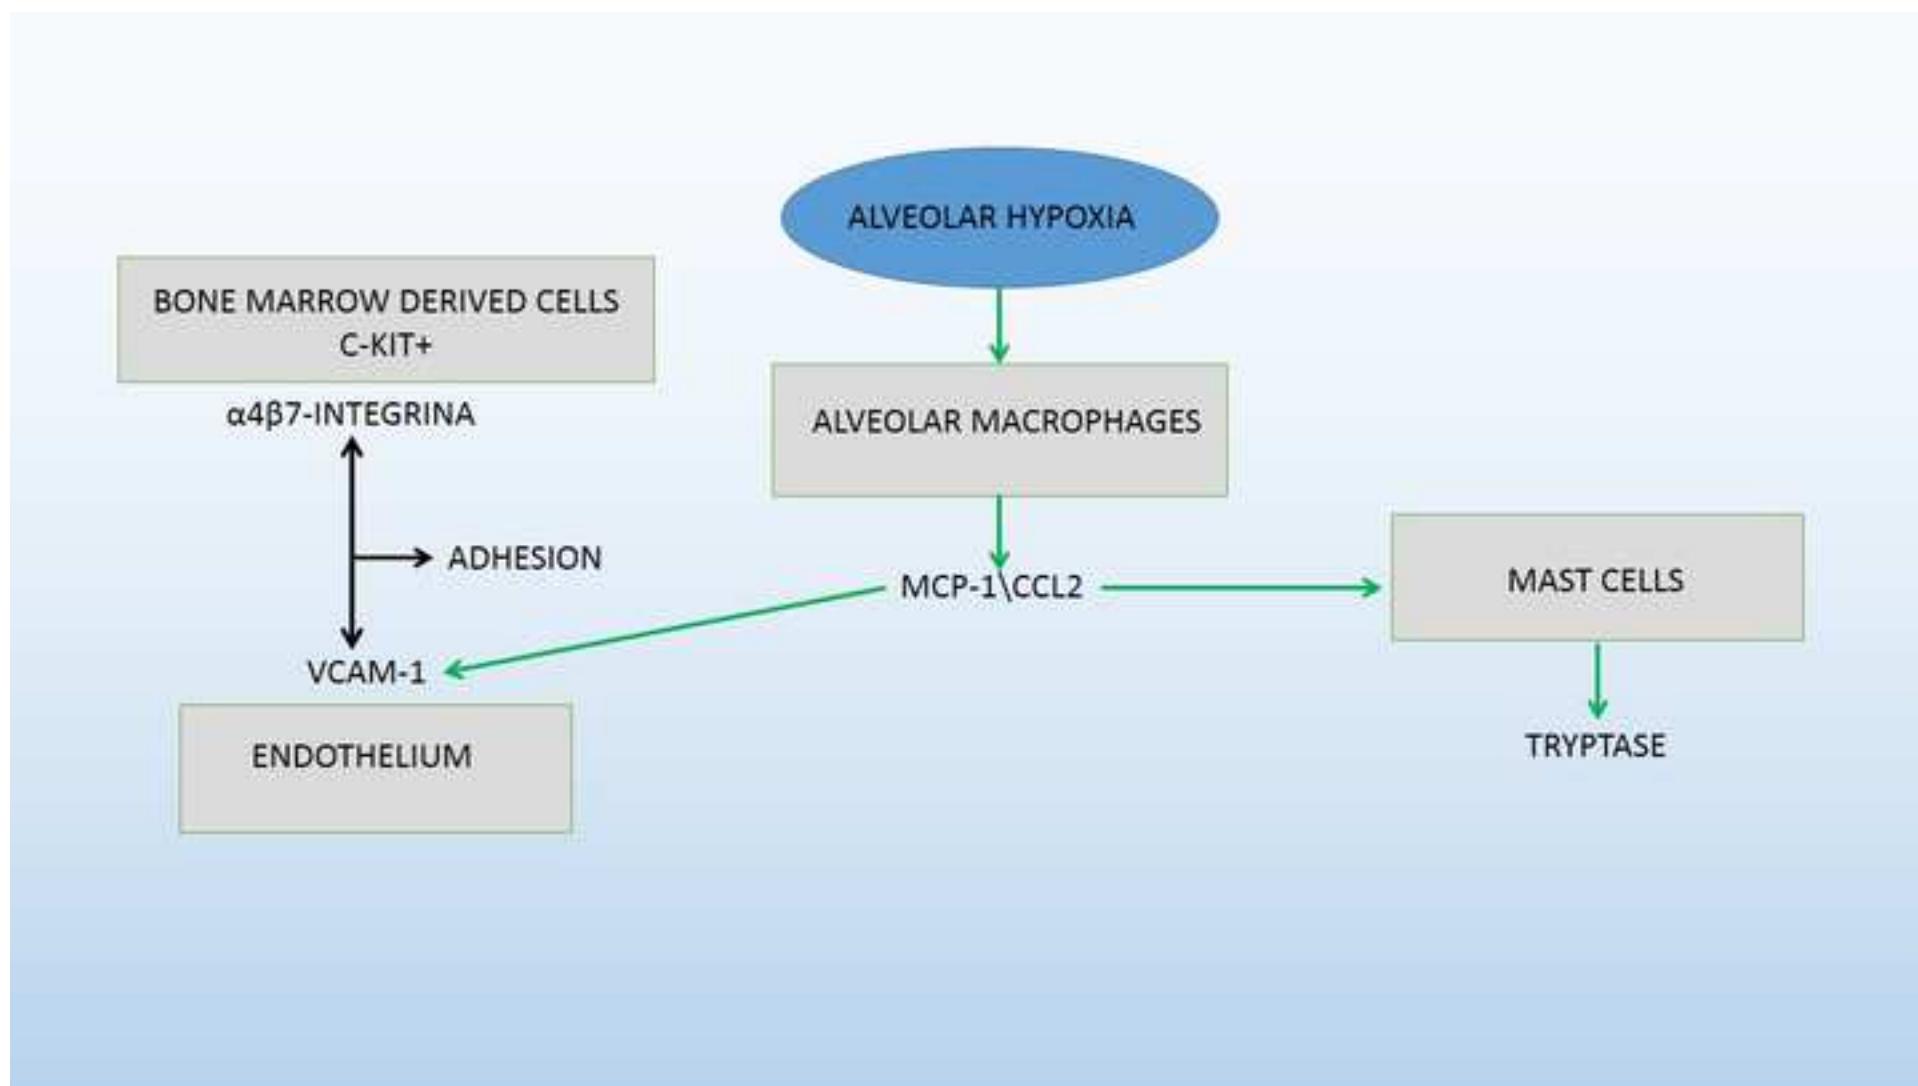 ALVEOLAR HYPOXIA
BONE MARROW DERIVED CELLS
C-KIT+
α4β7-INTEGRINA
ALVEOLAR MACROPHAGES
ADHESION
MCP-1\CCL2
MAST CELLS
VCAM-1
ENDOTHELIUM
TRYPTASE